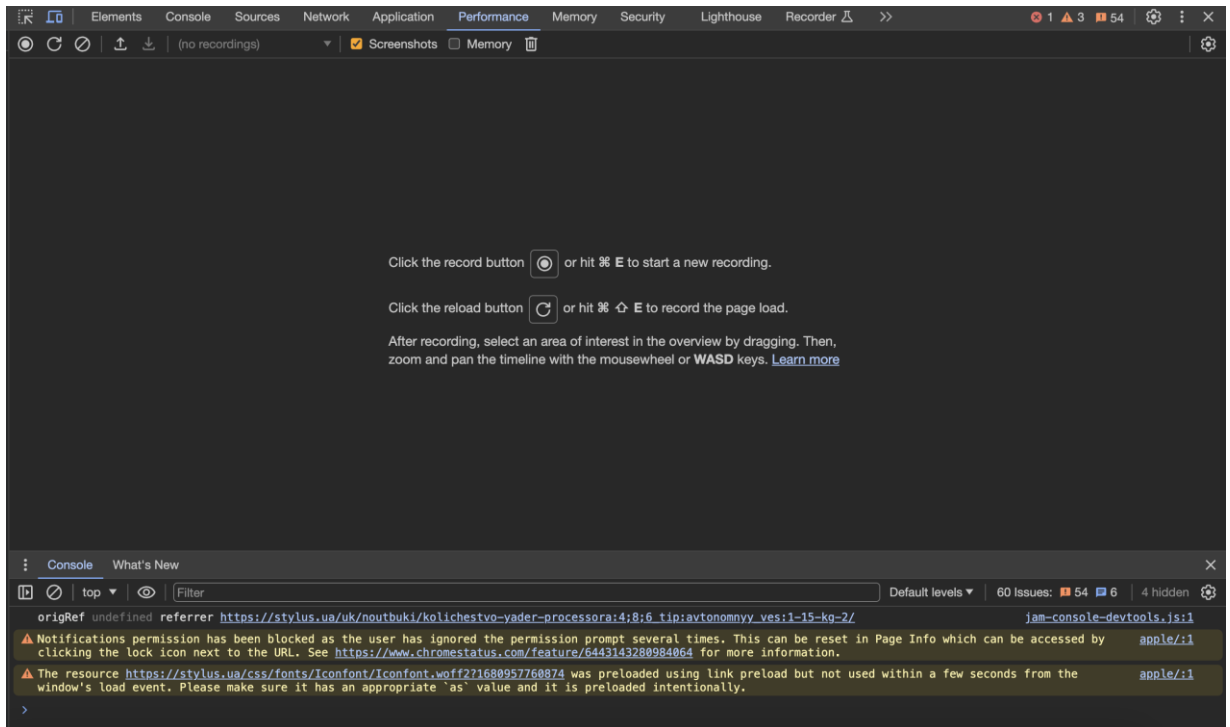 Elements Console Sources Network Application Performance Memory Security Lighthouse Recorder 1 3 54
(no recordings) Screenshots Memory
Click the record button or hit ⌘ E to start a new recording.
Click the reload button or hit ⌘ ⇧ E to record the page load.
After recording, select an area of interest in the overview by dragging. Then,
zoom and pan the timeline with the mousewheel or WASD keys. Learn more
Console What's New
top Filter Default levels 60 Issues: 54 6 4 hidden
origRef undefined referrer https://stylus.ua/uk/noutbuki/kolichestvo-yader-processora:4;8;6_tip:avtonomnyy_ves:1-15-kg-2/ jam-console-devtools.js:1
Notifications permission has been blocked as the user has ignored the permission prompt several times. This can be reset in Page Info which can be accessed by apple/:1
clicking the lock icon next to the URL. See https://www.chromestatus.com/feature/6443143280984064 for more information.
The resource https://stylus.ua/css/fonts/Iconfont/Iconfont.woff2?1680957760874 was preloaded using link preload but not used within a few seconds from the apple/:1
window's load event. Please make sure it has an appropriate `as` value and it is preloaded intentionally.